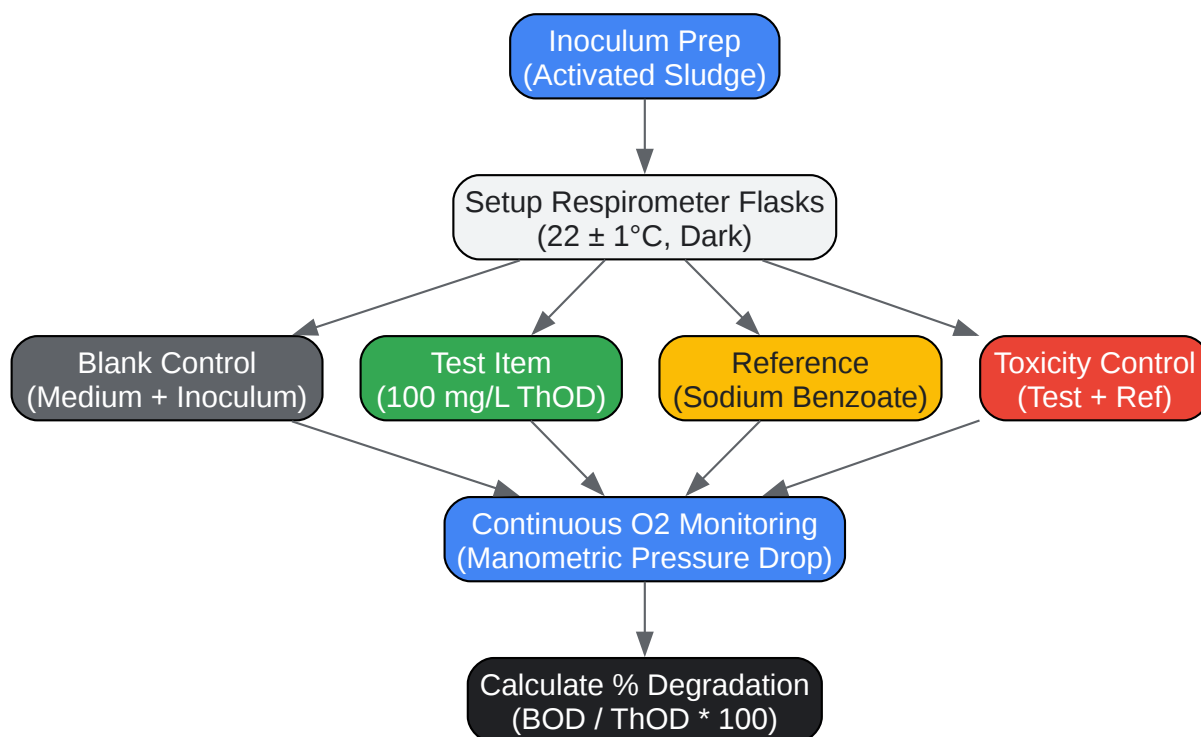 Inoculum Prep
(Activated Sludge)
Setup Respirometer Flasks
(22 ± 1°C, Dark)
Blank Control
(Medium + Inoculum)
Test Item
(100 mg/L ThOD)
Reference
(Sodium Benzoate)
Toxicity Control
(Test + Ref)
Continuous O2 Monitoring
(Manometric Pressure Drop)
Calculate % Degradation
(BOD / ThOD * 100)